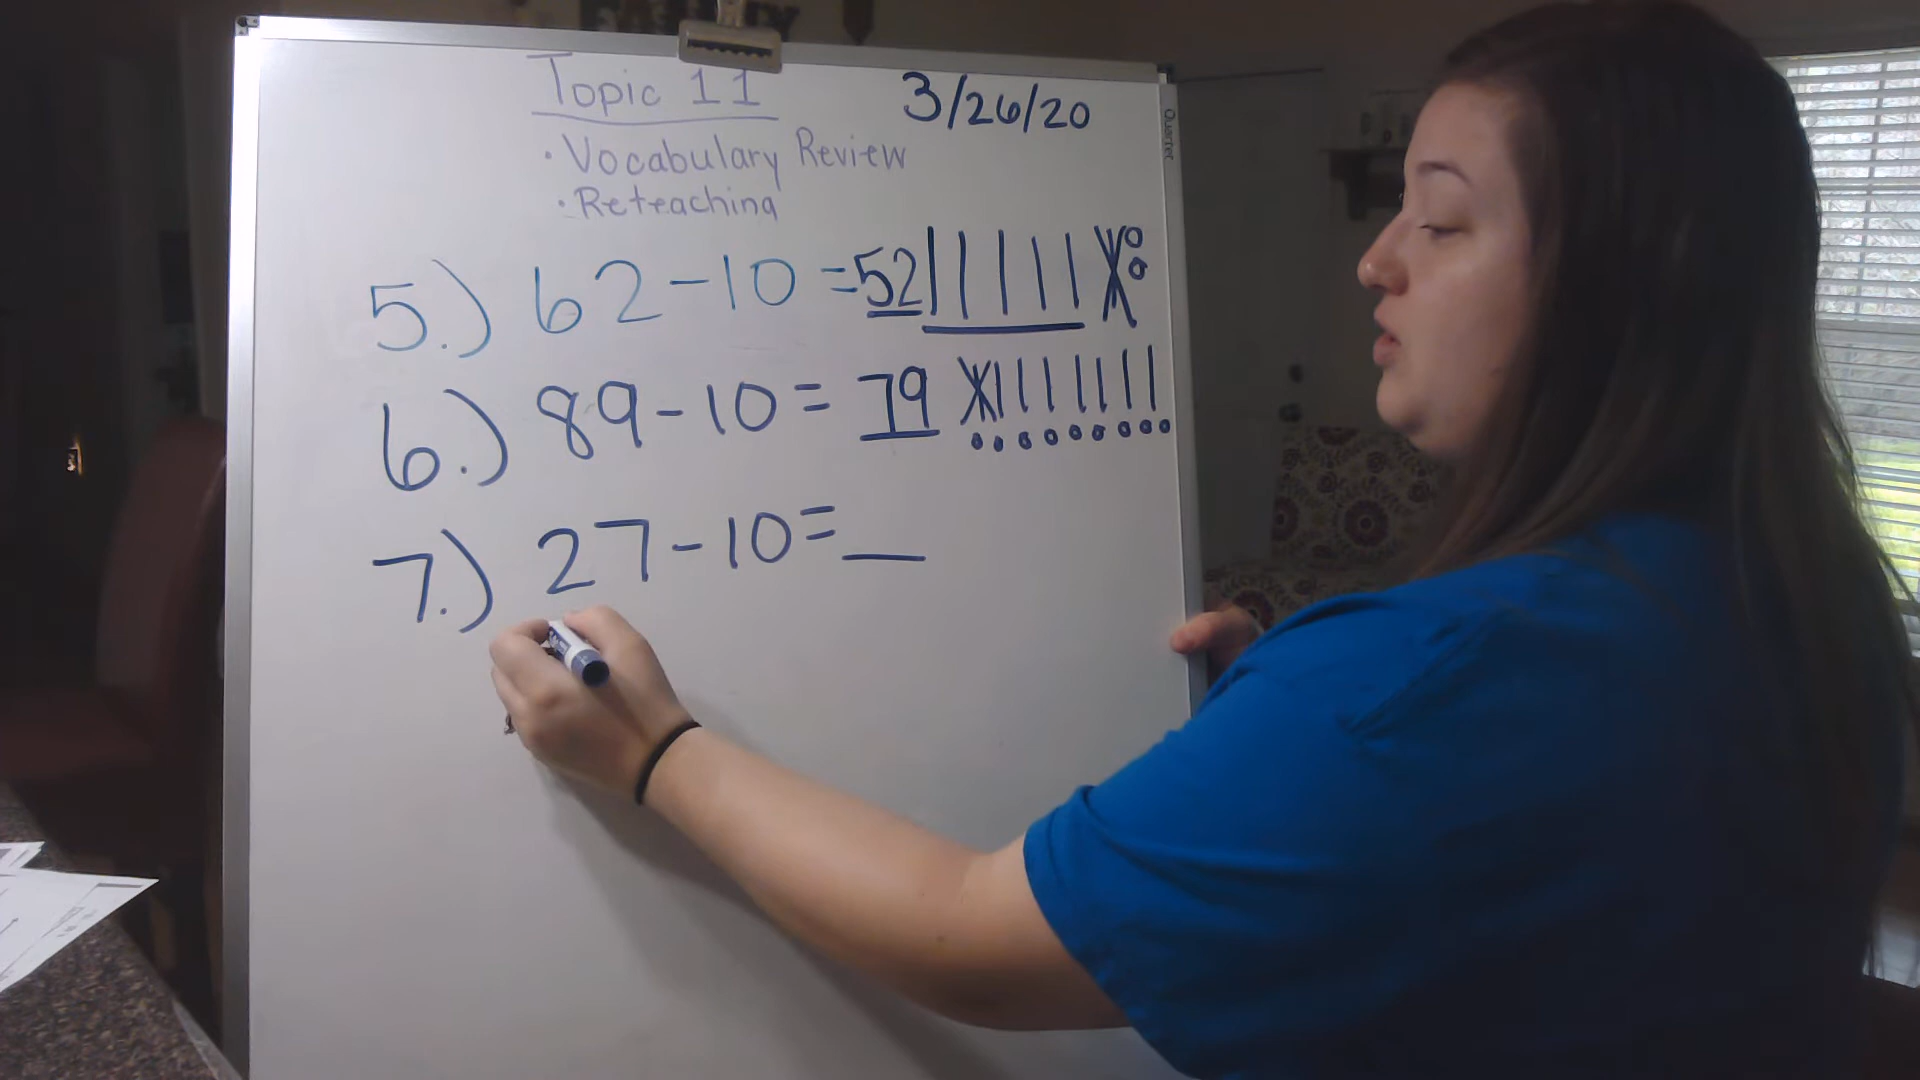 Topic 11
3/26/20
• Vocabulary Review
• Reteaching
5.) 62-10=52
6.) 89-10=79
7.) 27-10=_
Quartet